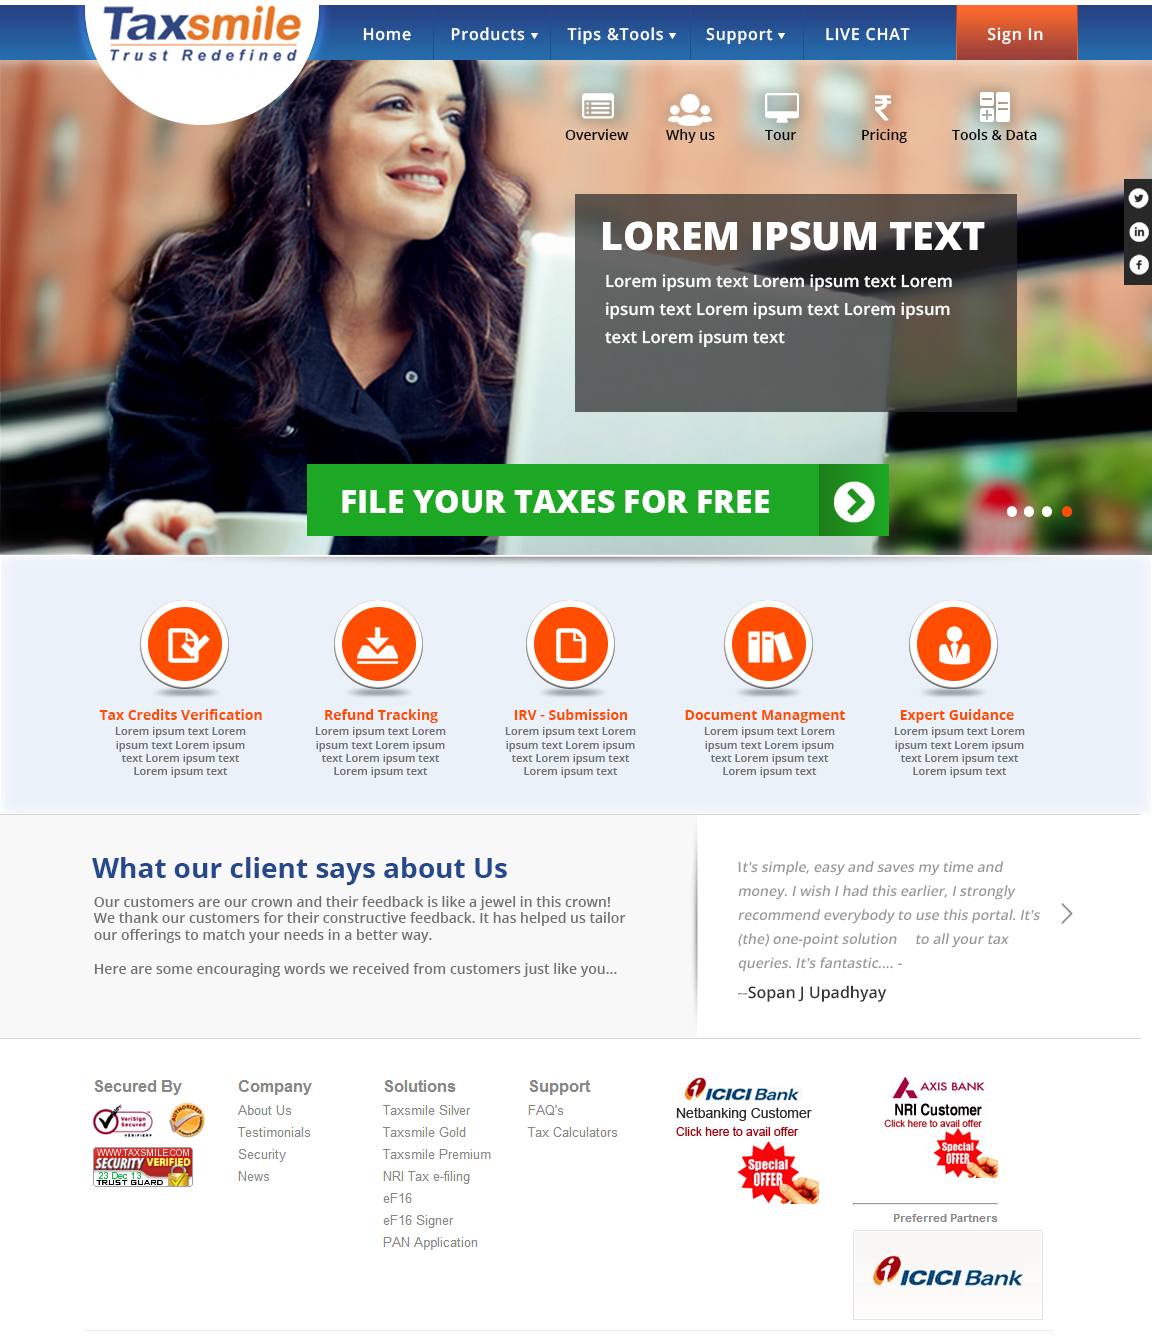 Taxsmile
Trust Redefined
Home
Products
Tips &Tools
Support
LIVE CHAT
Sign In
Overview
Why us
Tour
Pricing
Tools & Data
LOREM IPSUM TEXT
Lorem ipsum text Lorem ipsum text Lorem
ipsum text Lorem ipsum text Lorem ipsum
text Lorem ipsum text
FILE YOUR TAXES FOR FREE
Tax Credits Verification
Lorem ipsum text Lorem
ipsum text Lorem ipsum
text Lorem ipsum text
Lorem ipsum text
Refund Tracking
Lorem ipsum text Lorem
ipsum text Lorem ipsum
text Lorem ipsum text
Lorem ipsum text
IRV - Submission
Lorem ipsum text Lorem
ipsum text Lorem ipsum
text Lorem ipsum text
Lorem ipsum text
Document Managment
Lorem ipsum text Lorem
ipsum text Lorem ipsum
text Lorem ipsum text
Lorem ipsum text
Expert Guidance
Lorem ipsum text Lorem
ipsum text Lorem ipsum
text Lorem ipsum text
Lorem ipsum text
What our client says about Us
Our customers are our crown and their feedback is like a jewel in this crown!
We thank our customers for their constructive feedback. It has helped us tailor
our offerings to match your needs in a better way.
Here are some encouraging words we received from customers just like you...
It's simple, easy and saves my time and
money. I wish I had this earlier, I strongly
recommend everybody to use this portal. It's
(the) one-point solution to all your tax
queries. It's fantastic.... -
--Sopan J Upadhyay
Secured By
VeriSign
Secured
VERIFIED
AUTHORIZED
WWW.TAXSMILE.COM
SECURITY VERIFIED
23 Dec 13
TRUST GUARD
Company
About Us
Testimonials
Security
News
Solutions
Taxsmile Silver
Taxsmile Gold
Taxsmile Premium
NRI Tax e-filing
eF16
eF16 Signer
PAN Application
Support
FAQ's
Tax Calculators
ICICI Bank
Netbanking Customer
Click here to avail offer
Special
OFFER
AXIS BANK
NRI Customer
Click here to avail offer
Special
OFFER
Preferred Partners
ICICI Bank